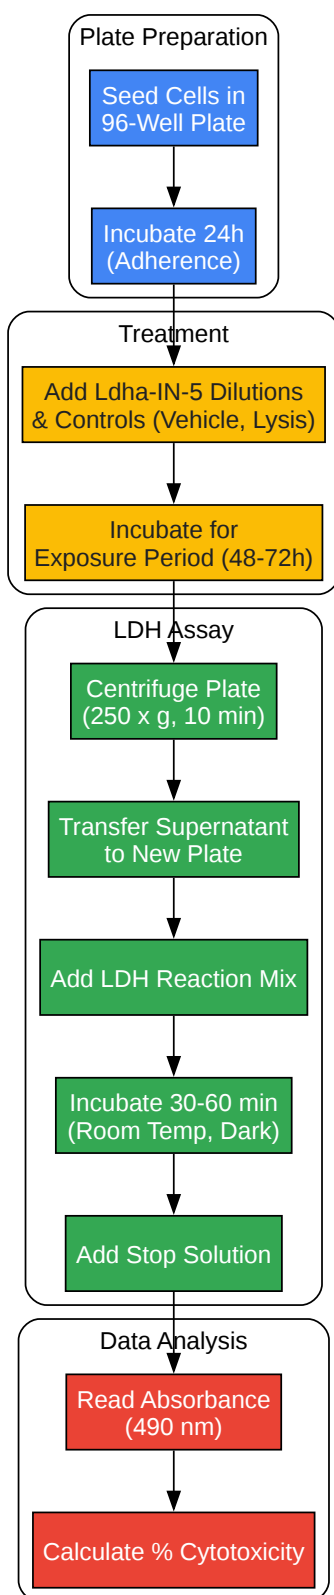 Plate Preparation
Seed Cells in
96-Well Plate
Incubate 24h
(Adherence)
Treatment
Add Ldha-IN-5 Dilutions
& Controls (Vehicle, Lysis)
Incubate for
Exposure Period (48-72h)
LDH Assay
Centrifuge Plate
(250 x g, 10 min)
Transfer Supernatant
to New Plate
Add LDH Reaction Mix
Incubate 30-60 min
(Room Temp, Dark)
Add Stop Solution
Data Analysis
Read Absorbance
(490 nm)
Calculate % Cytotoxicity